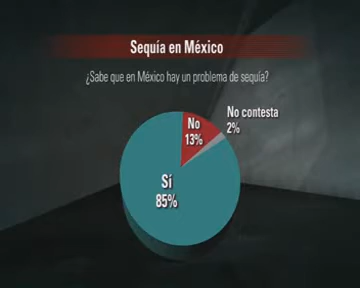 Sequía en México
¿Sabe que en México hay un problema de sequía?
No
13%
No contesta
2%
Sí
85%